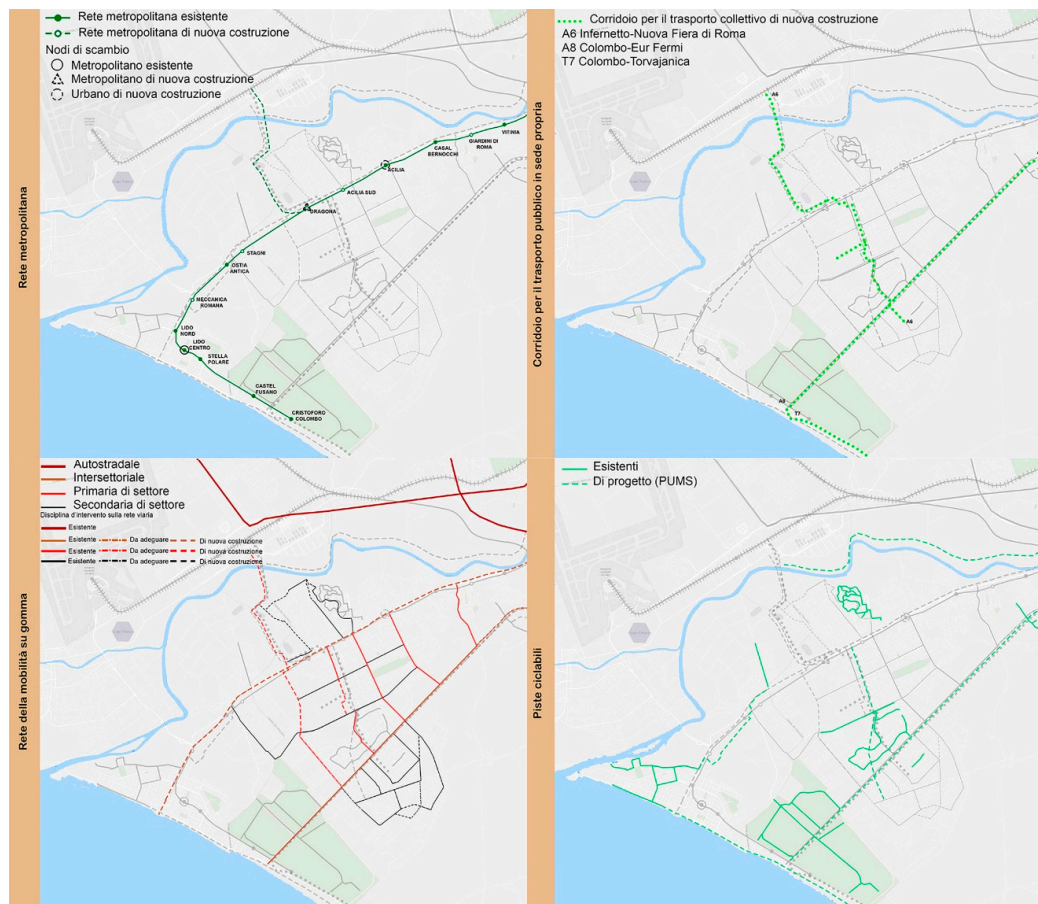 Rete metropolitana
Rete metropolitana esistente
Rete metropolitana di nuova costruzione
Nodi di scambio
Metropolitano esistente
Metropolitano di nuova costruzione
Urbano di nuova costruzione
VITINIA
GIARDINI DI
ROMA
CASAL
BERNOCCHI
ACILIA
ACILIA SUD
DRAGONA
STAGNI
OSTIA
ANTICA
MECCANICA
ROMANA
LIDO
NORD
LIDO
CENTRO
STELLA
POLARE
CASTEL
FUSANO
CRISTOFORO
COLOMBO
Corridoio per il trasporto pubblico in sede propria
Corridoio per il trasporto collettivo di nuova costruzione
A6 Infernetto-Nuova Fiera di Roma
A8 Colombo-Eur Fermi
T7 Colombo-Torvajanica
A6
A6
A8
T7
Rete della mobilità su gomma
Autostradale
Intersettoriale
Primaria di settore
Secondaria di settore
Disciplina d'intervento sulla rete viaria
Esistente
Esistente Da adeguare Di nuova costruzione
Esistente Da adeguare Di nuova costruzione
Esistente Da adeguare Di nuova costruzione
Piste ciclabili
Esistenti
Di progetto (PUMS)